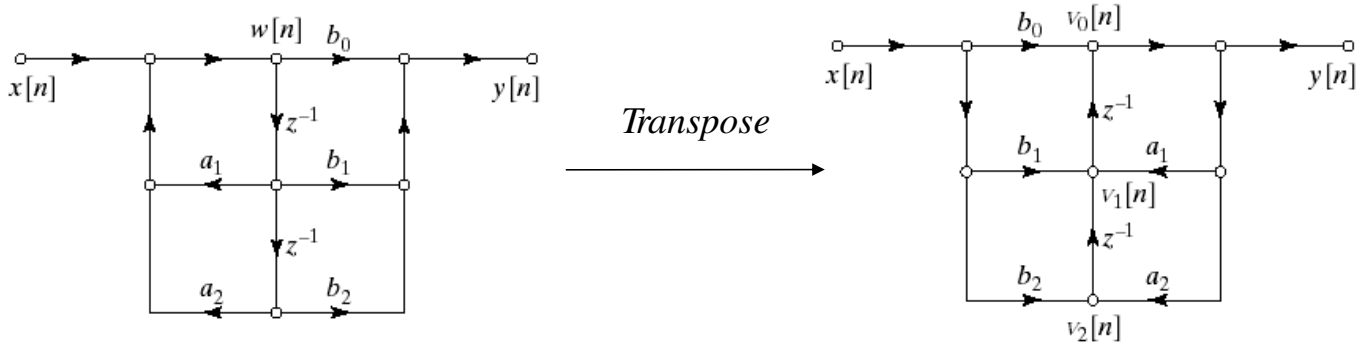 w[n] b₀
x[n] y[n]
z⁻¹
a₁ b₁
z⁻¹
a₂ b₂
Transpose
b₀ v₀[n]
x[n] y[n]
z⁻¹
b₁ a₁
v₁[n]
z⁻¹
b₂ a₂
v₂[n]